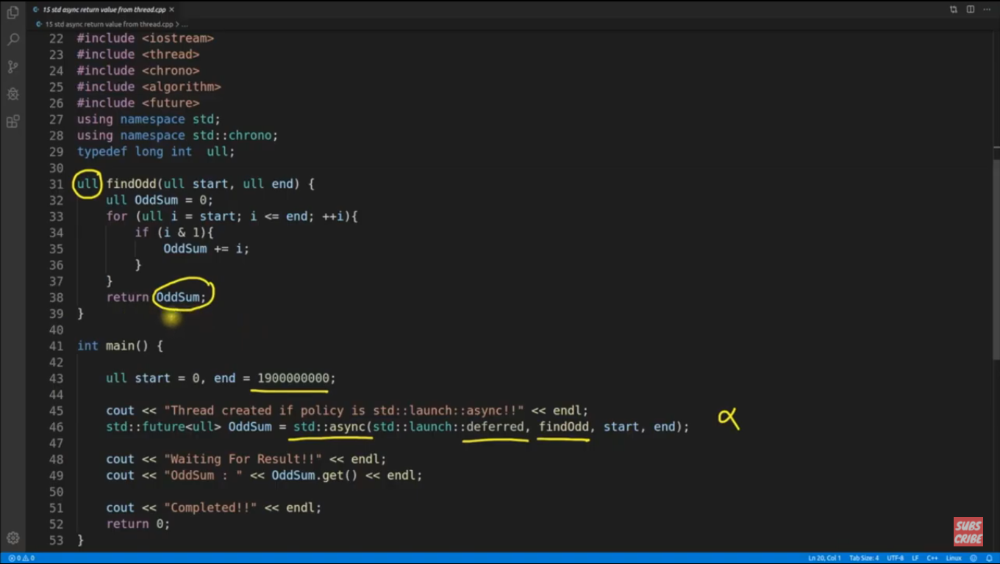 15 std async return value from thread.cpp ×
15 std async return value from thread.cpp > ...
22 #include <iostream>
23 #include <thread>
24 #include <chrono>
25 #include <algorithm>
26 #include <future>
27 using namespace std;
28 using namespace std::chrono;
29 typedef long int  ull;
30
31 ull findOdd(ull start, ull end) {
32     ull OddSum = 0;
33     for (ull i = start; i <= end; ++i){
34         if (i & 1){
35             OddSum += i;
36         }
37     }
38     return OddSum;
39 }
40
41 int main() {
42
43     ull start = 0, end = 1900000000;
44
45     cout << "Thread created if policy is std::launch::async!!" << endl;
46     std::future<ull> OddSum = std::async(std::launch::deferred, findOdd, start, end); α
47
48     cout << "Waiting For Result!!" << endl;
49     cout << "OddSum : " << OddSum.get() << endl;
50
51     cout << "Completed!!" << endl;
52     return 0;
53 }
SUBS
CRIBE
0 0 Ln 20, Col 1 Tab Size: 4 UTF-8 LF C++ Linux